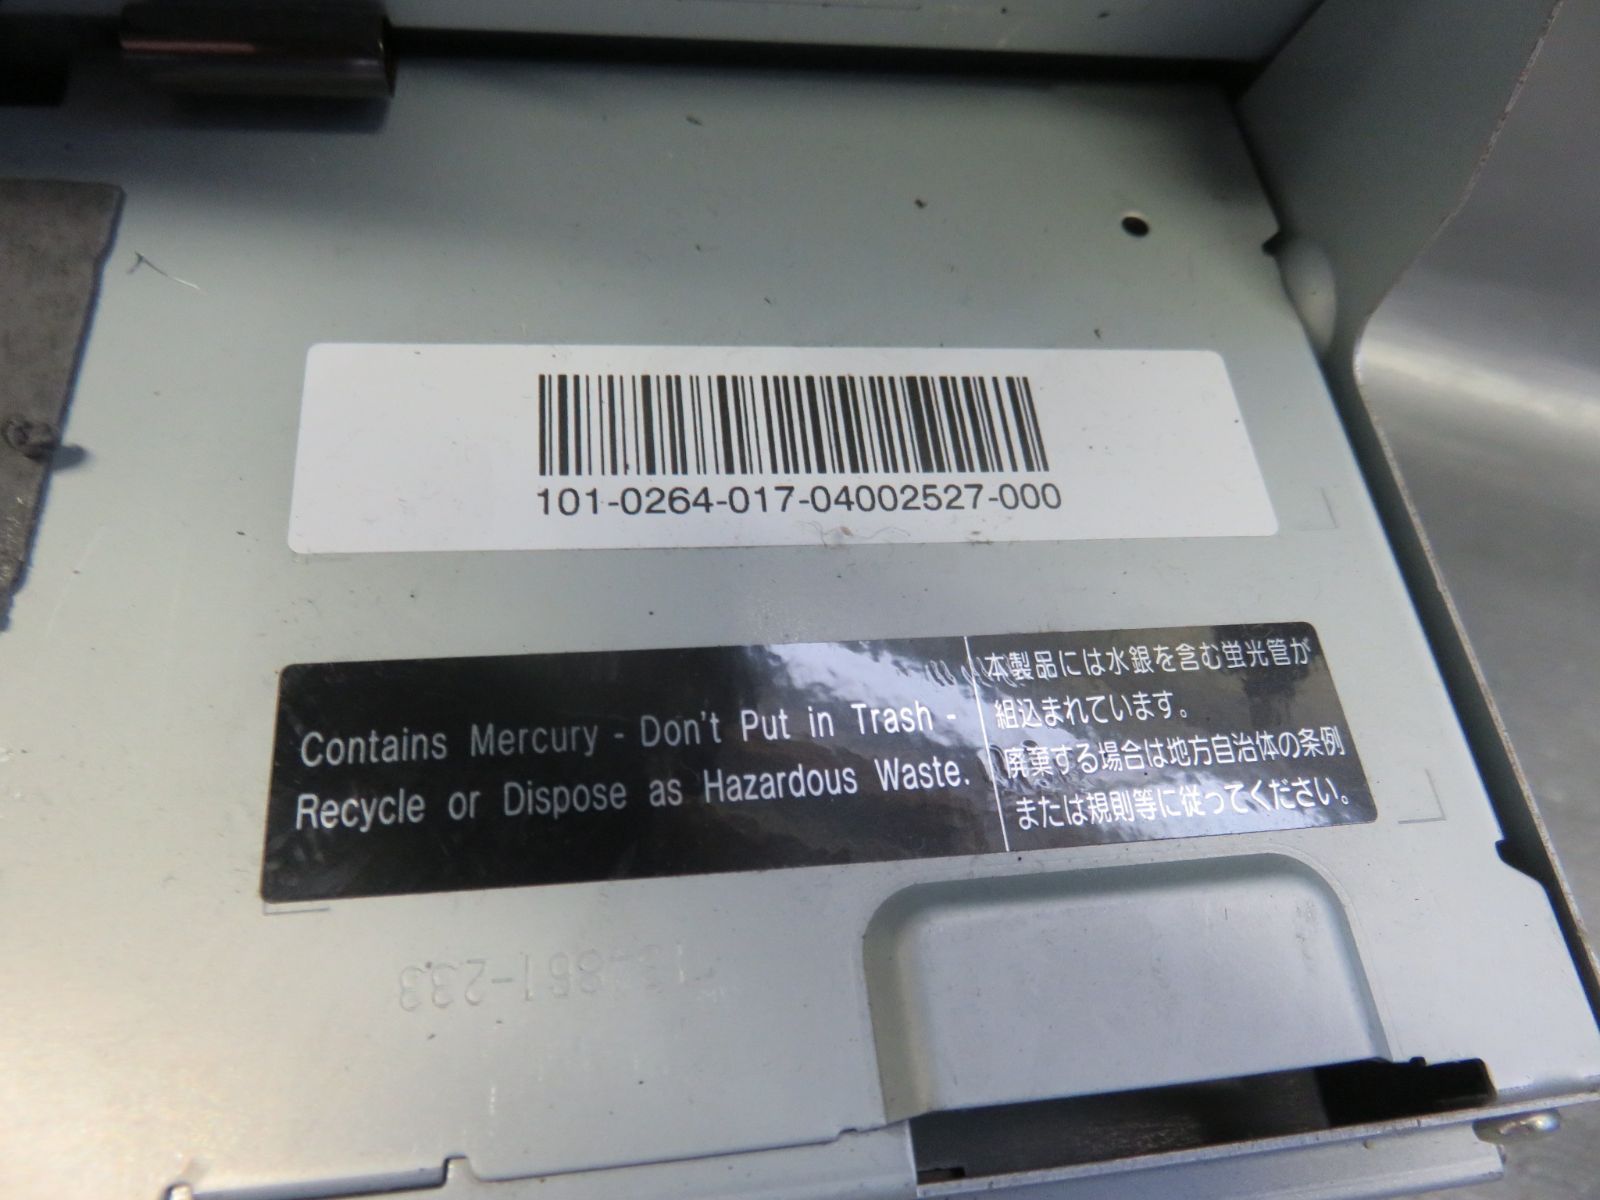 101-0264-017-04002527-000
Contains Mercury - Don't Put in Trash -
Recycle or Dispose as Hazardous Waste.
本製品には水銀を含む蛍光管が
組込まれています。
廃棄する場合は地方自治体の条例
または規則等に従ってください。
861-233